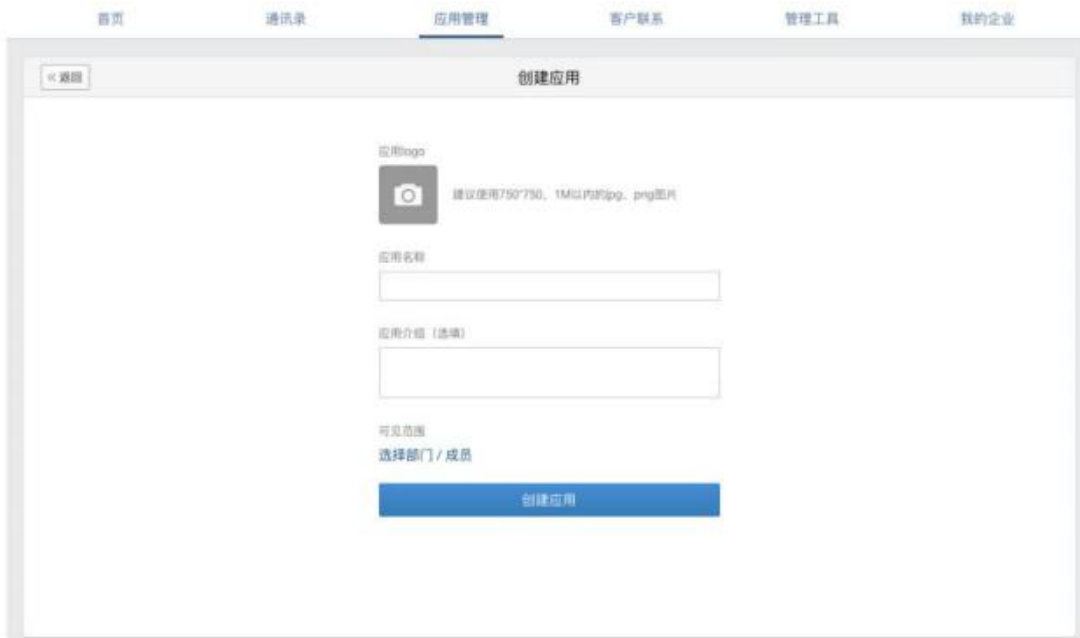 首页 通讯录 应用管理 客户联系 管理工具 我的企业
<<返回 创建应用
应用logo
建议使用750*750，1M以内的jpg、png图片
应用名称
应用介绍（选填）
可见范围
选择部门 / 成员
创建应用